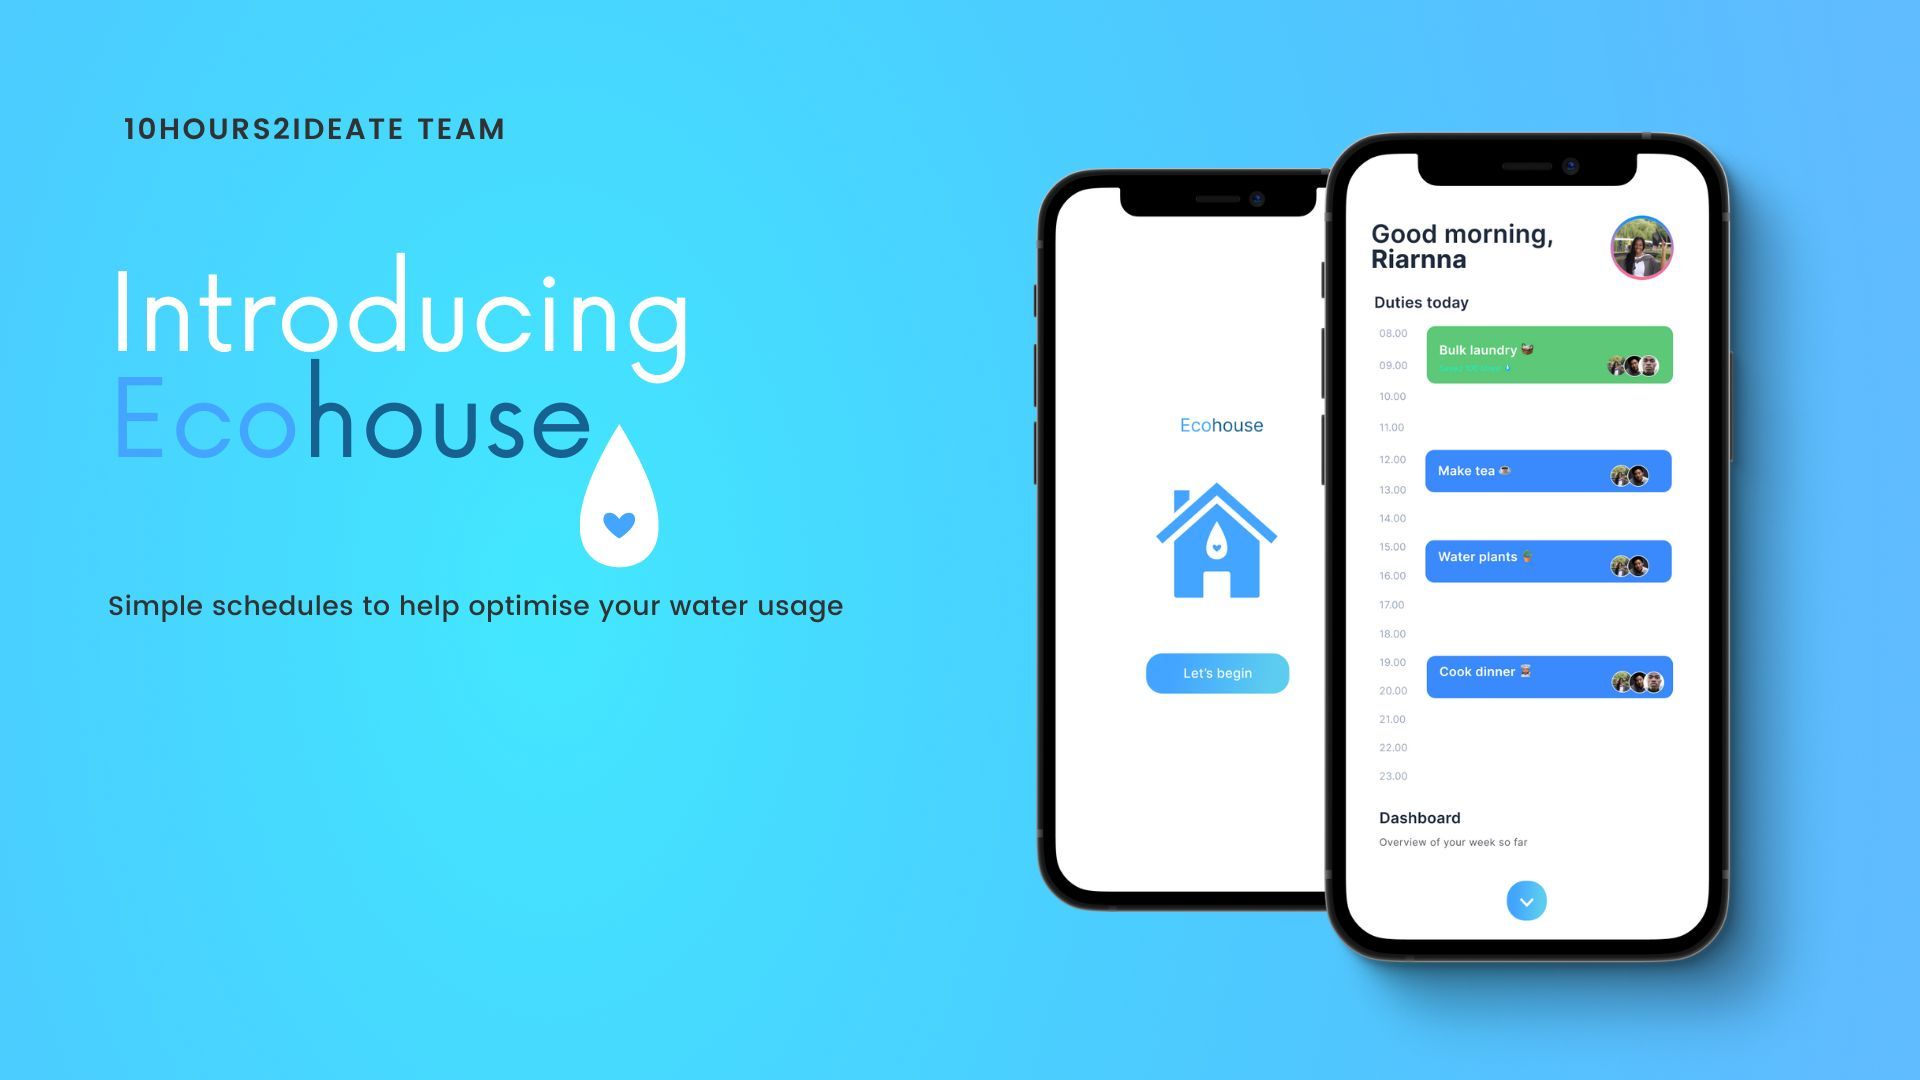 10HOURS2IDEATE TEAM
Introducing
Ecohouse
Simple schedules to help optimise your water usage
Ecohouse
Let's begin
Good morning,
Riarnna
Duties today
08.00
Bulk laundry
09.00
10.00
11.00
12.00
Make tea
13.00
14.00
15.00
Water plants
16.00
17.00
18.00
19.00
Cook dinner
20.00
21.00
22.00
23.00
Dashboard
Overview of your week so far